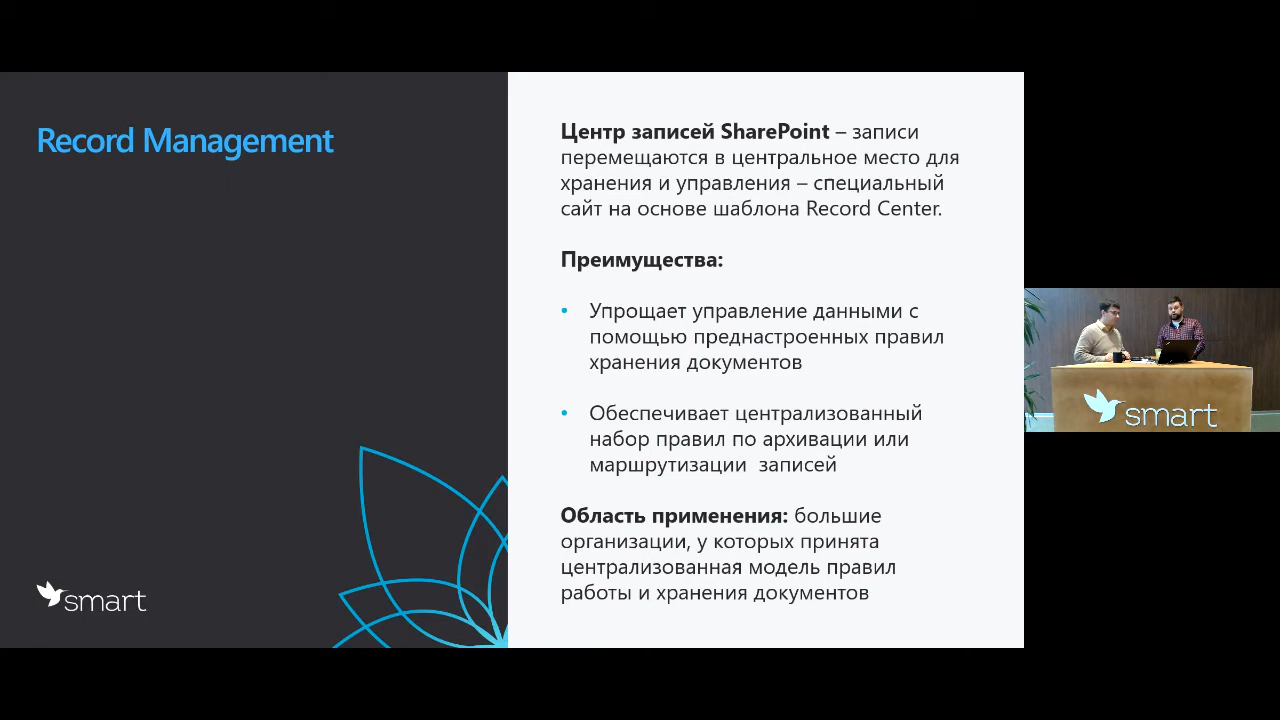 Record Management
Центр записей SharePoint – записи
перемещаются в центральное место для
хранения и управления – специальный
сайт на основе шаблона Record Center.
Преимущества:
• Упрощает управление данными с
помощью преднастроенных правил
хранения документов
• Обеспечивает централизованный
набор правил по архивации или
маршрутизации  записей
Область применения: большие
организации, у которых принята
централизованная модель правил
работы и хранения документов
smart
smart